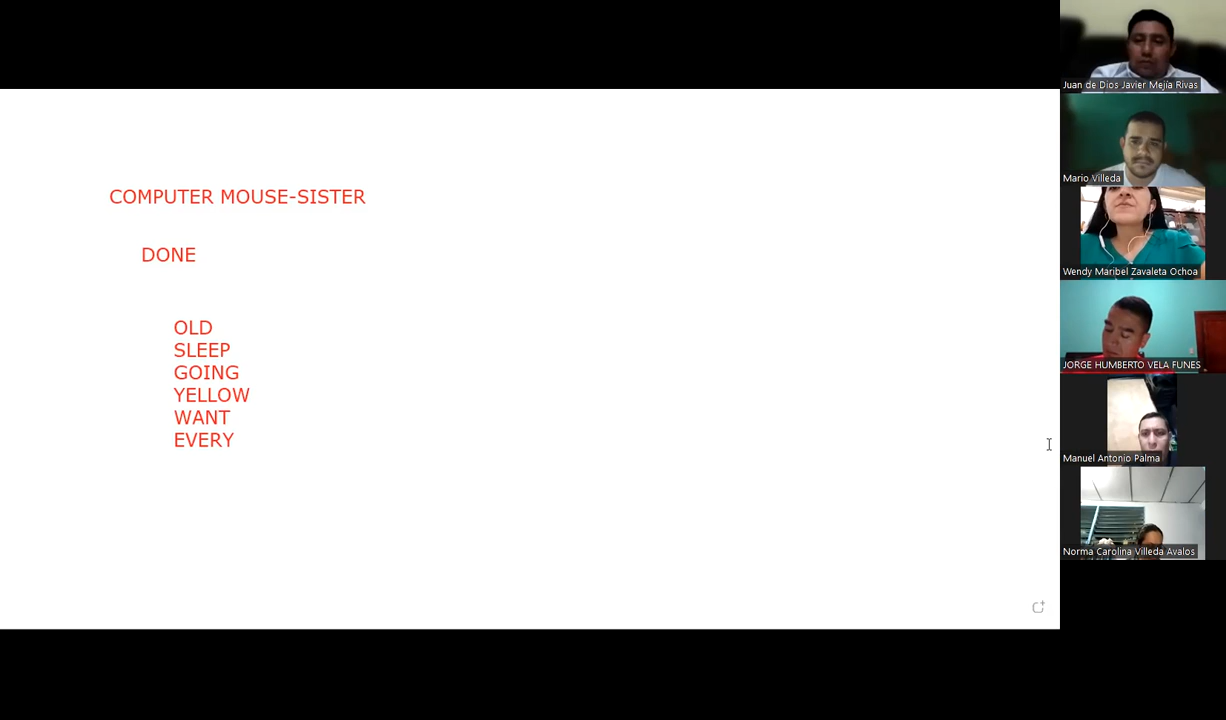 COMPUTER MOUSE-SISTER
DONE
OLD
SLEEP
GOING
YELLOW
WANT
EVERY
Juan de Dios Javier Mejía Rivas
Mario Villeda
Wendy Maribel Zavaleta Ochoa
JORGE HUMBERTO VELA FUNES
Manuel Antonio Palma
Norma Carolina Villeda Avalos